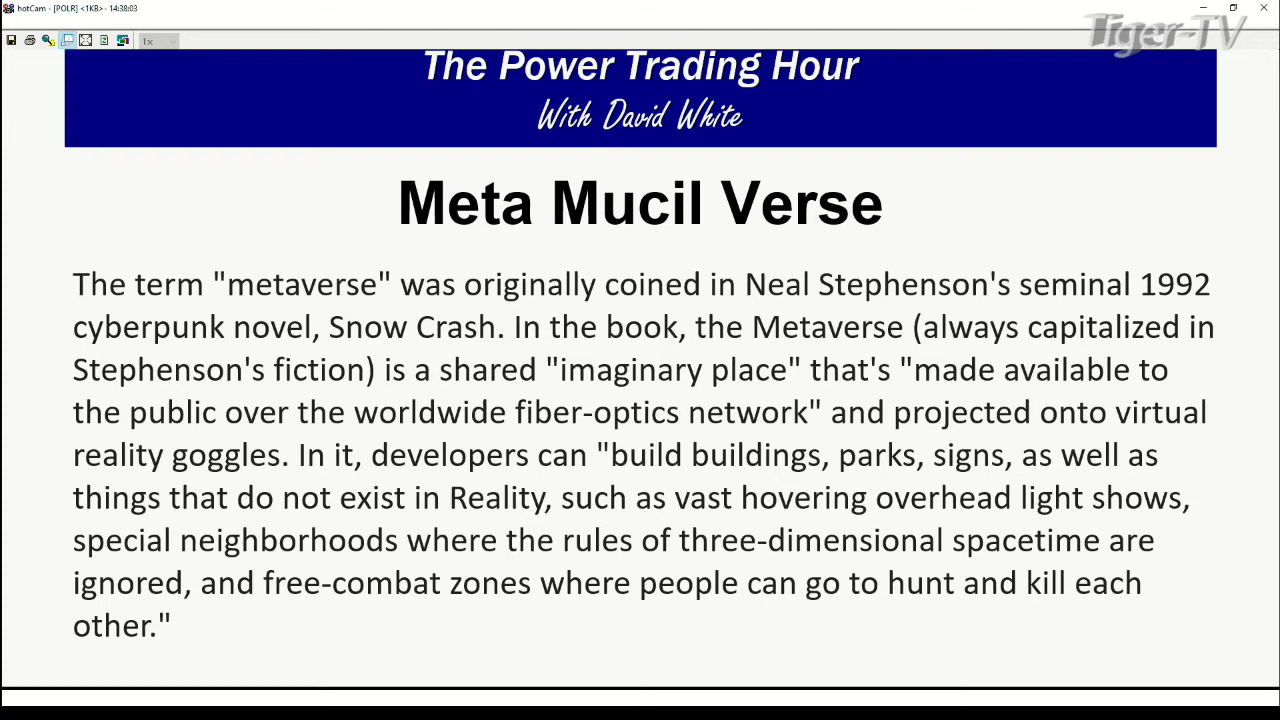 hotCam - [POLR] <1KB> - 14:38:03
Tiger-TV
1x
The Power Trading Hour
With David White
Meta Mucil Verse
The term "metaverse" was originally coined in Neal Stephenson's seminal 1992
cyberpunk novel, Snow Crash. In the book, the Metaverse (always capitalized in
Stephenson's fiction) is a shared "imaginary place" that's "made available to
the public over the worldwide fiber-optics network" and projected onto virtual
reality goggles. In it, developers can "build buildings, parks, signs, as well as
things that do not exist in Reality, such as vast hovering overhead light shows,
special neighborhoods where the rules of three-dimensional spacetime are
ignored, and free-combat zones where people can go to hunt and kill each
other."